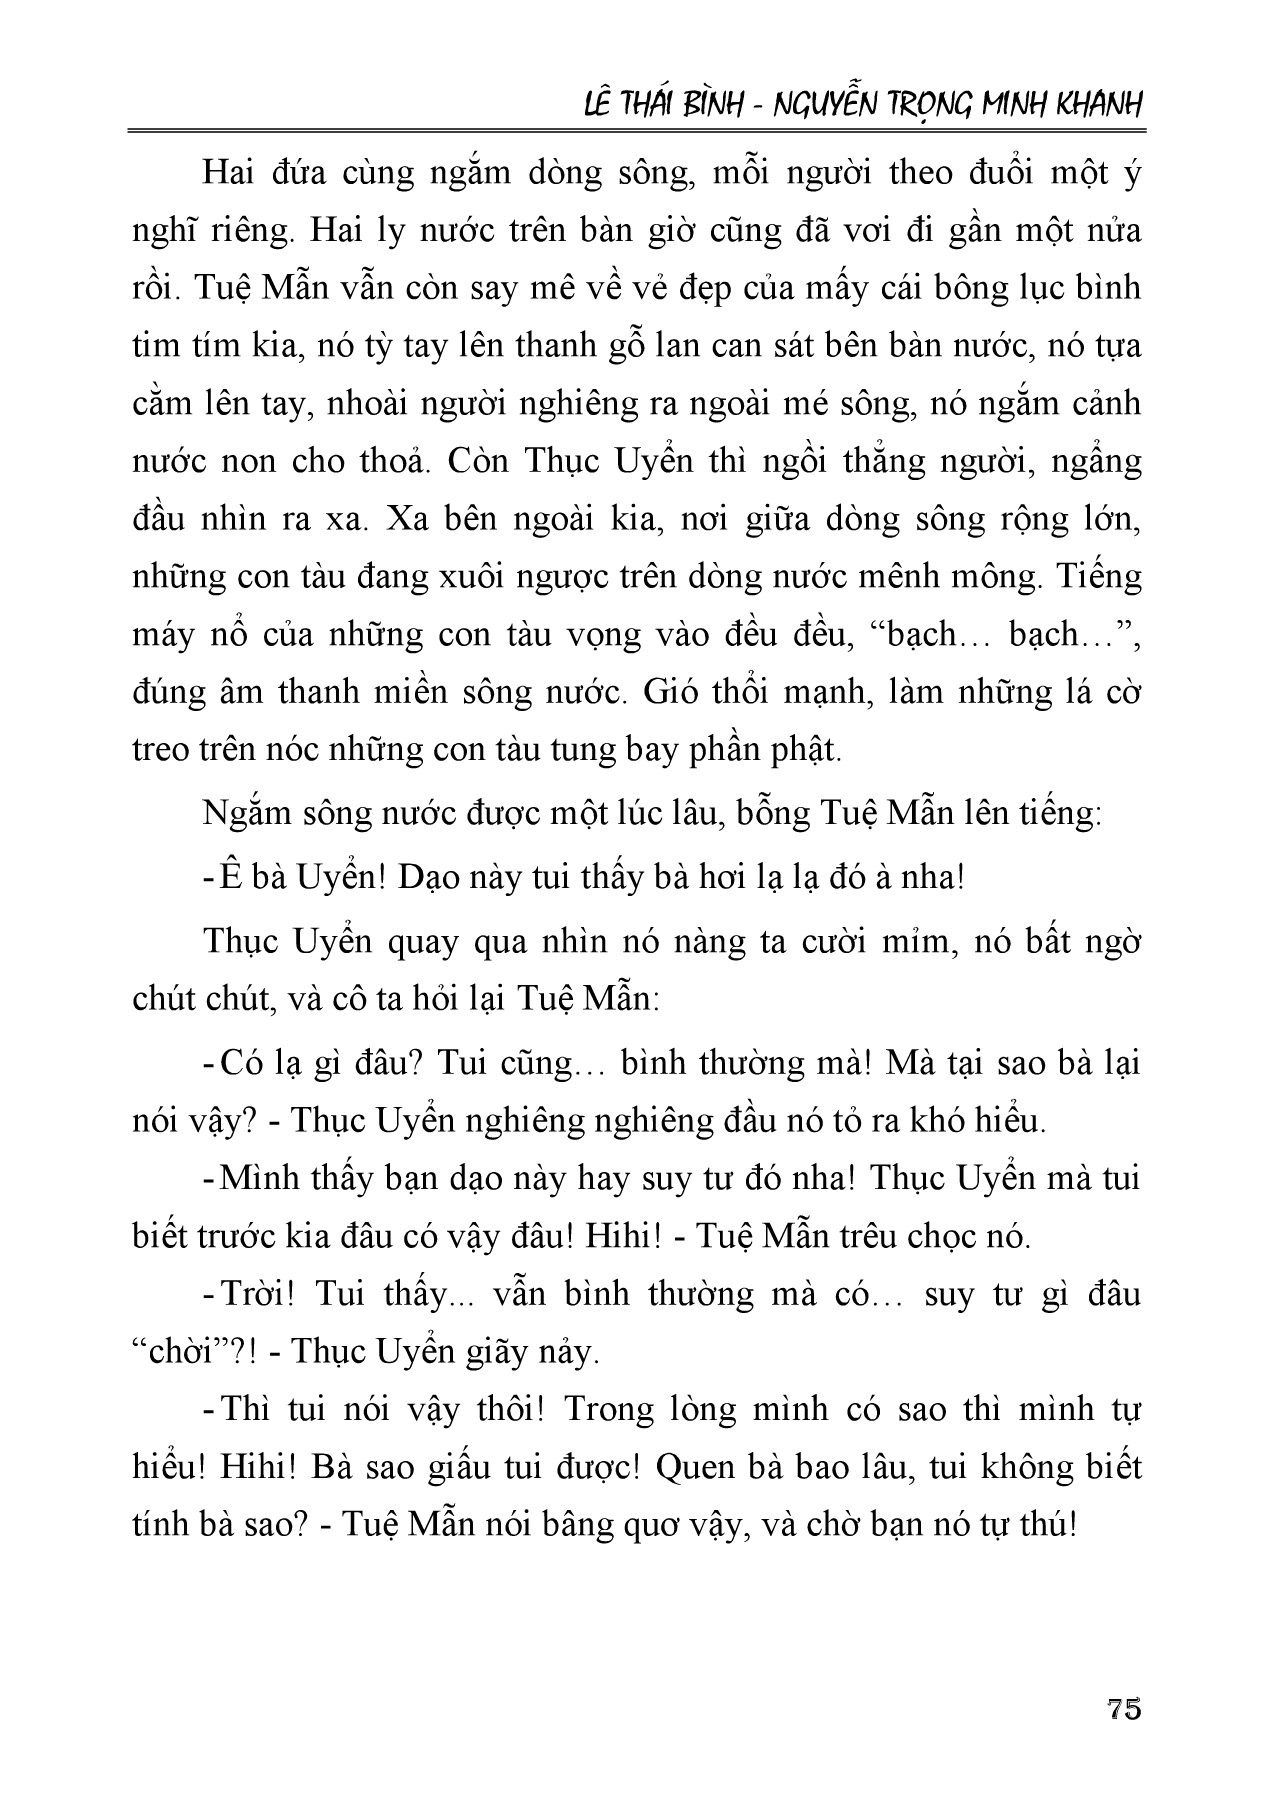 LÊ THÁI BÌNH - NGUYỄN TRỌNG MINH KHANH
Hai đứa cùng ngắm dòng sông, mỗi người theo đuổi một ý
nghĩ riêng. Hai ly nước trên bàn giờ cũng đã vơi đi gần một nửa
rồi. Tuệ Mẫn vẫn còn say mê về vẻ đẹp của mấy cái bông lục bình
tim tím kia, nó tỳ tay lên thanh gỗ lan can sát bên bàn nước, nó tựa
cằm lên tay, nhoài người nghiêng ra ngoài mé sông, nó ngắm cảnh
nước non cho thoả. Còn Thục Uyển thì ngồi thẳng người, ngẩng
đầu nhìn ra xa. Xa bên ngoài kia, nơi giữa dòng sông rộng lớn,
những con tàu đang xuôi ngược trên dòng nước mênh mông. Tiếng
máy nổ của những con tàu vọng vào đều đều, “bạch… bạch…”,
đúng âm thanh miền sông nước. Gió thổi mạnh, làm những lá cờ
treo trên nóc những con tàu tung bay phần phật.
Ngắm sông nước được một lúc lâu, bỗng Tuệ Mẫn lên tiếng:
- Ê bà Uyển! Dạo này tui thấy bà hơi lạ lạ đó à nha!
Thục Uyển quay qua nhìn nó nàng ta cười mỉm, nó bất ngờ
chút chút, và cô ta hỏi lại Tuệ Mẫn:
- Có lạ gì đâu? Tui cũng… bình thường mà! Mà tại sao bà lại
nói vậy? - Thục Uyển nghiêng nghiêng đầu nó tỏ ra khó hiểu.
- Mình thấy bạn dạo này hay suy tư đó nha! Thục Uyển mà tui
biết trước kia đâu có vậy đâu! Hihi! - Tuệ Mẫn trêu chọc nó.
- Trời! Tui thấy... vẫn bình thường mà có… suy tư gì đâu
“chời”?! - Thục Uyển giãy nảy.
- Thì tui nói vậy thôi! Trong lòng mình có sao thì mình tự
hiểu! Hihi! Bà sao giấu tui được! Quen bà bao lâu, tui không biết
tính bà sao? - Tuệ Mẫn nói bâng quơ vậy, và chờ bạn nó tự thú!
75